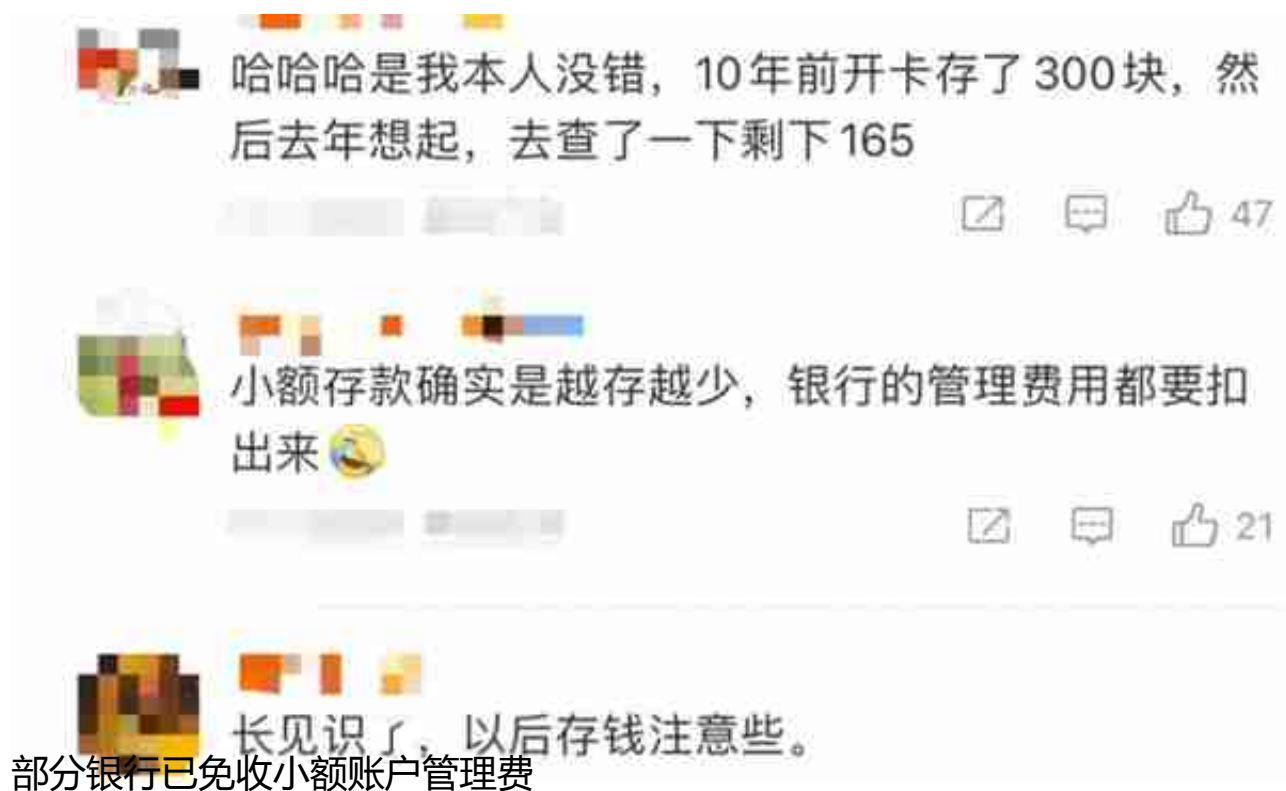 哈哈哈是我本人没错，10年前开卡存了300块，然
后去年想起，去查了一下剩下165
47
小额存款确实是越存越少，银行的管理费用都要扣
出来🤣
21
长见识了，以后存钱注意些。
部分银行已免收小额账户管理费